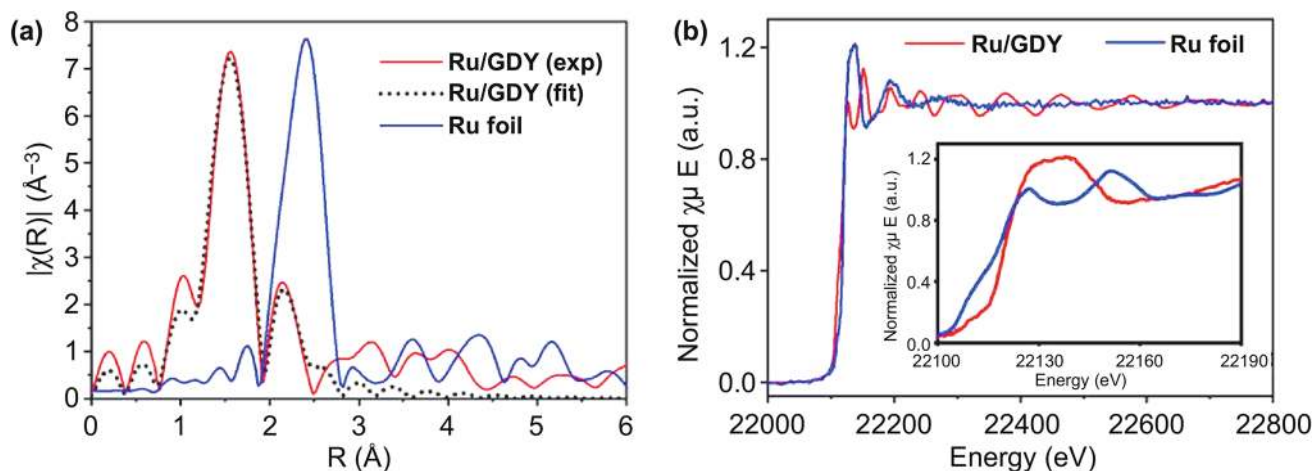 (a)
8
7
6
5
4
3
2
1
0
|χ(R)| (Å⁻³)
Ru/GDY (exp)
Ru/GDY (fit)
Ru foil
0 1 2 3 4 5 6
R (Å)
(b)
1.2
0.8
0.4
0.0
Normalized χμ E (a.u.)
Ru/GDY Ru foil
1.2
0.8
0.4
0.0
Normalized χμ E (a.u.)
22100 22130 22160 22190
Energy (eV)
22000 22200 22400 22600 22800
Energy (eV)